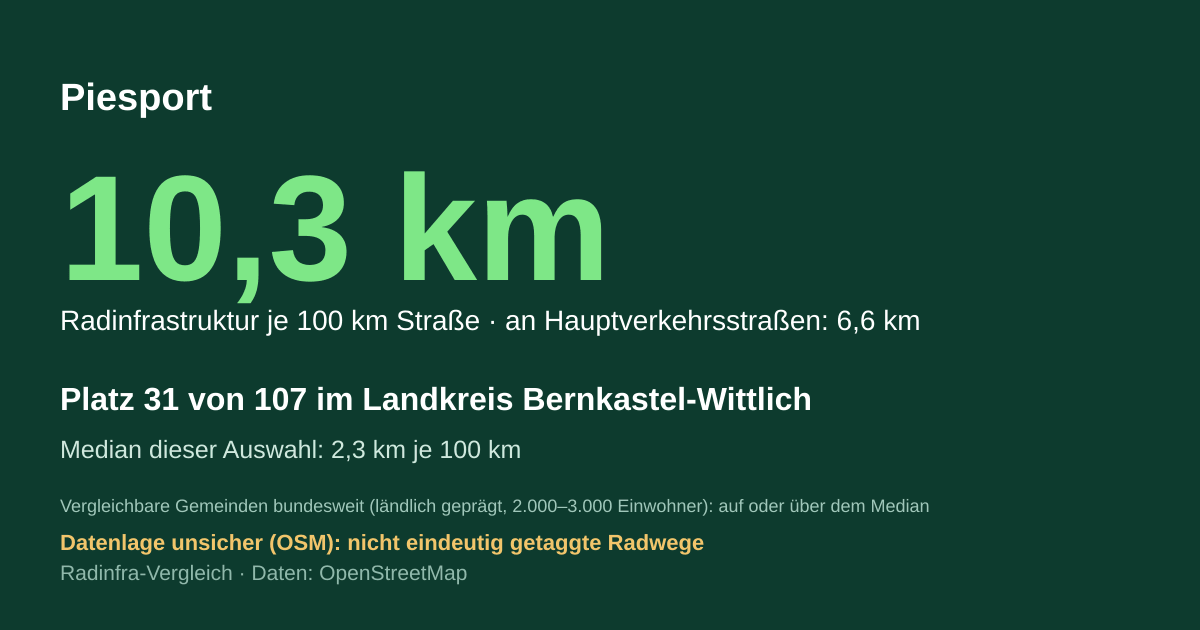 Piesport
10,3 km
Radinfrastruktur je 100 km Straße · an Hauptverkehrsstraßen: 6,6 km
Platz 31 von 107 im Landkreis Bernkastel-Wittlich
Median dieser Auswahl: 2,3 km je 100 km
Vergleichbare Gemeinden bundesweit (ländlich geprägt, 2.000–3.000 Einwohner): auf oder über dem Median
Datenlage unsicher (OSM): nicht eindeutig getaggte Radwege
Radinfra-Vergleich · Daten: OpenStreetMap